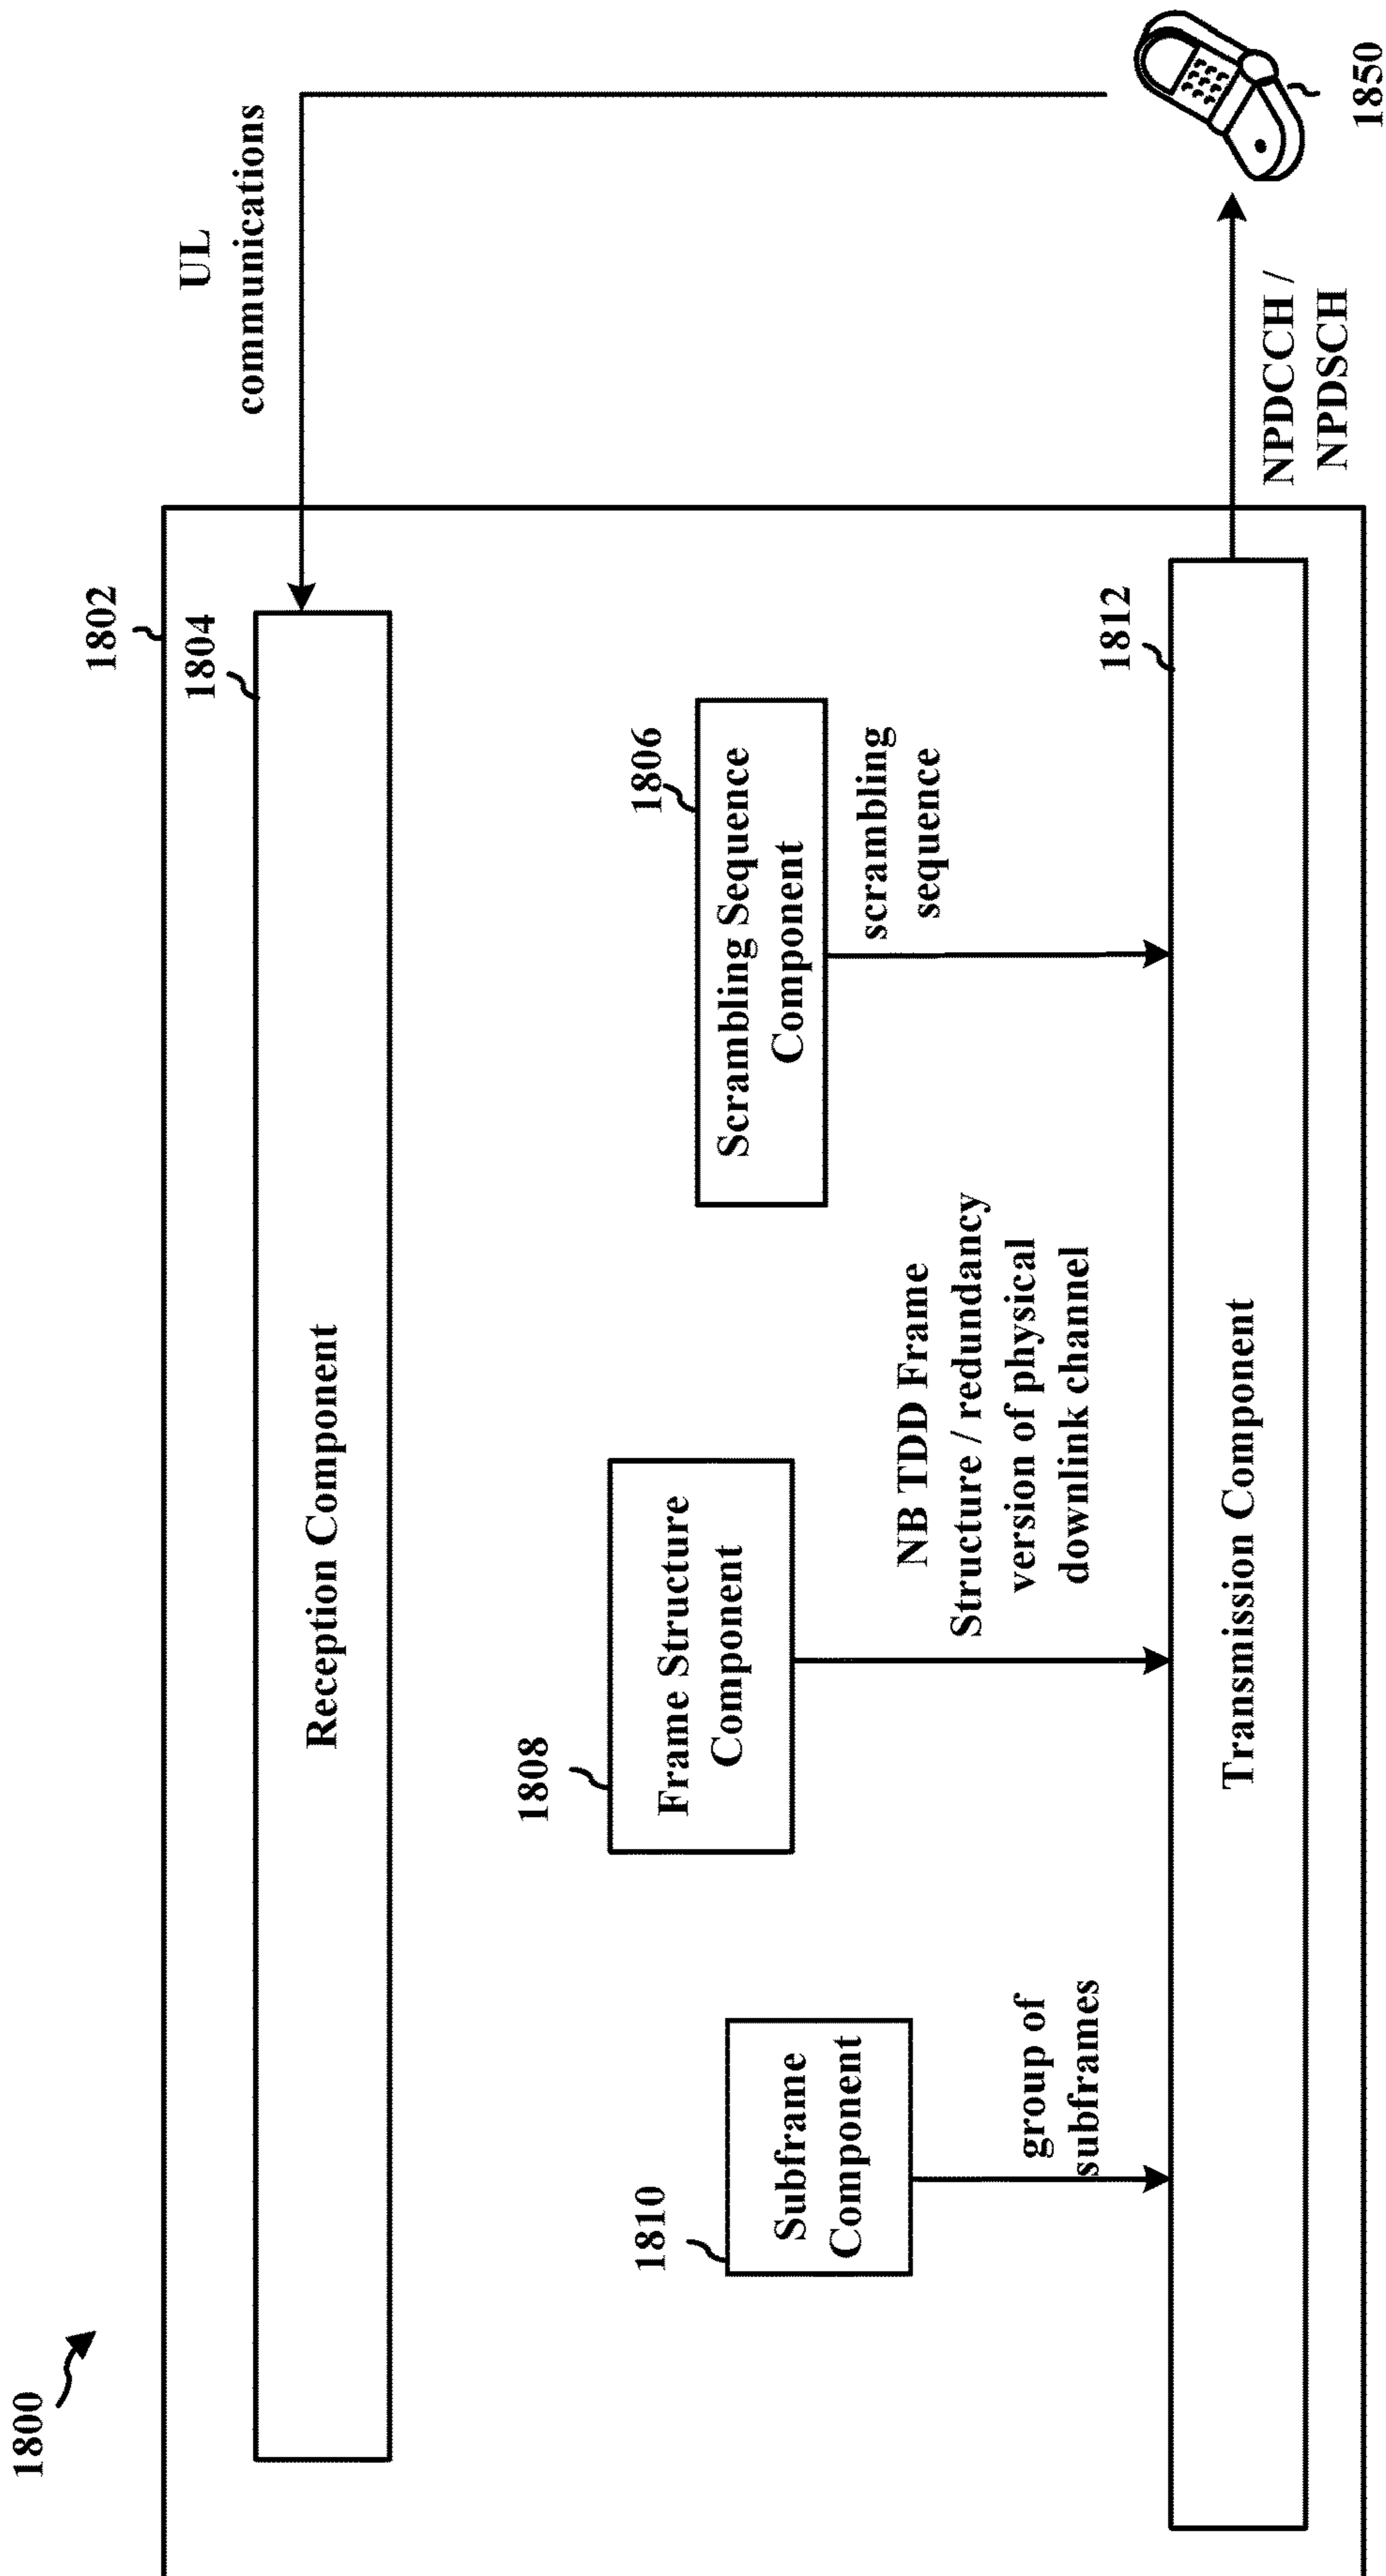 1800
1802
1804
Reception Component
UL
communications
1806
Scrambling Sequence
Component
scrambling
sequence
1808
Frame Structure
Component
NB TDD Frame
Structure / redundancy
version of physical
downlink channel
1810
Subframe
Component
group of
subframes
1812
Transmission Component
NPDCCH /
NPDSCH
1850